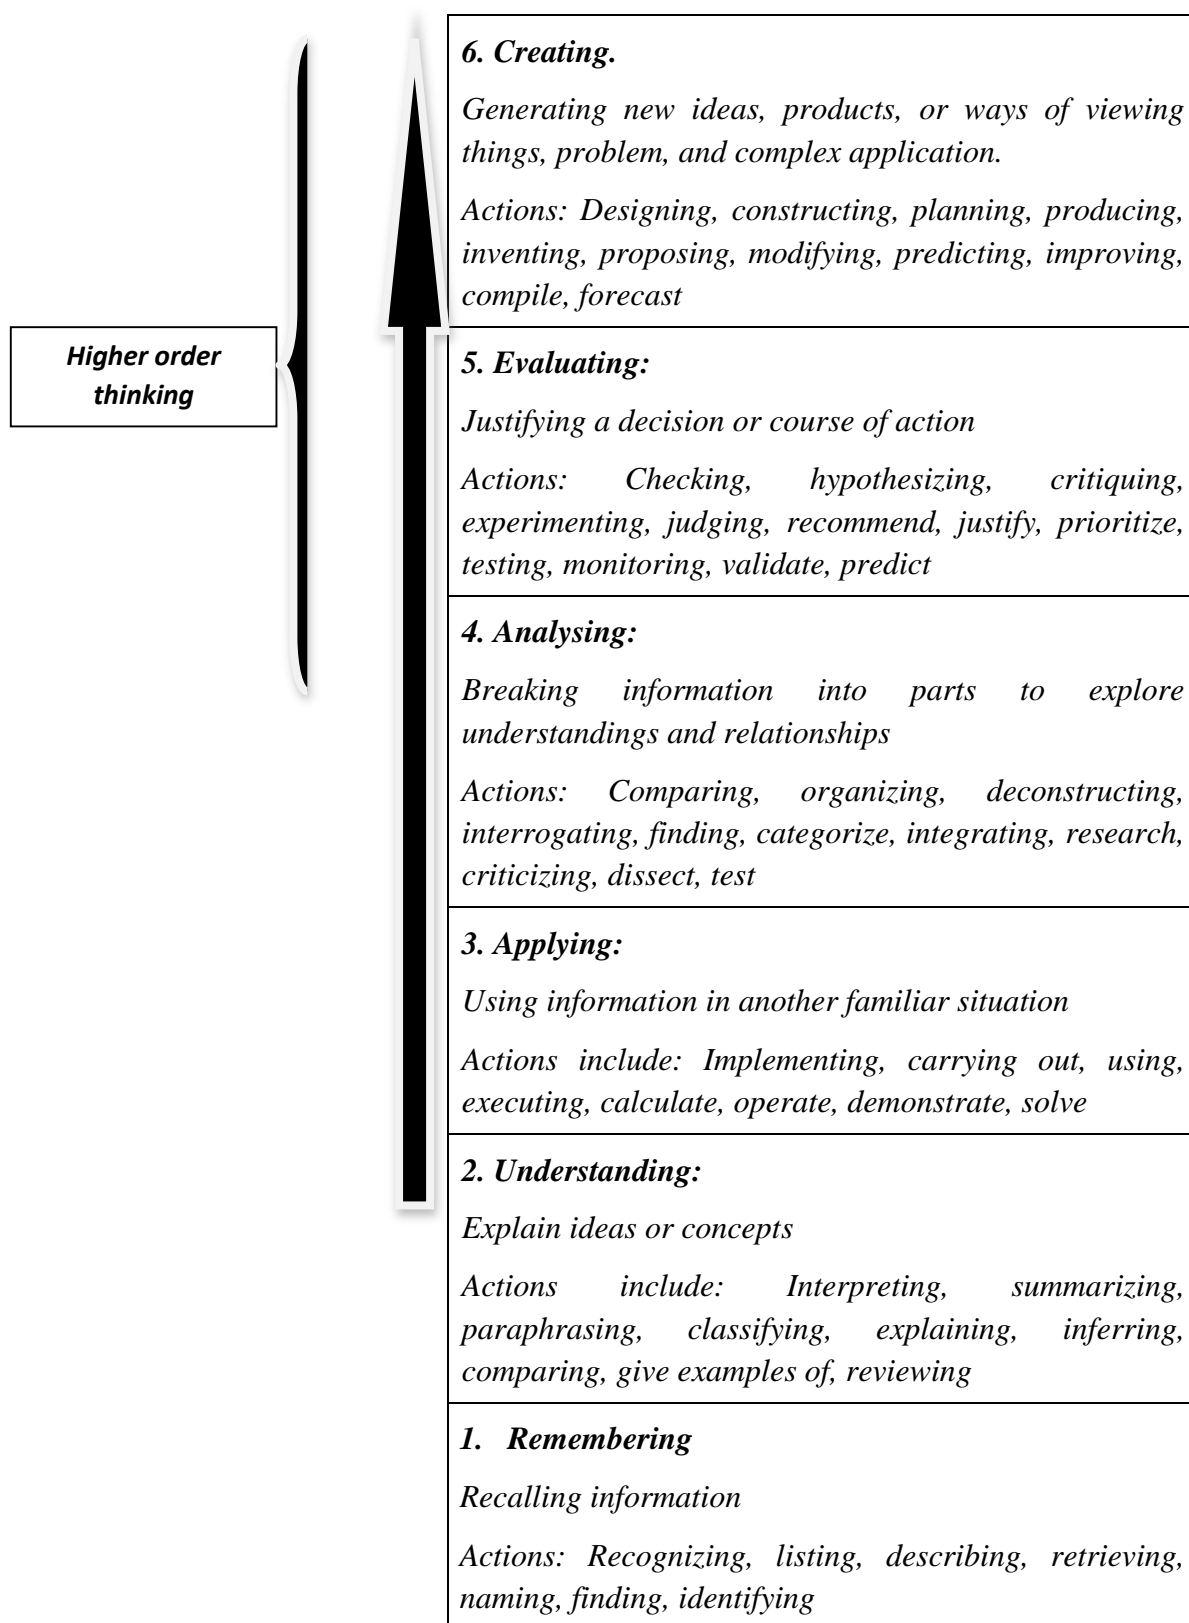 6. Creating.
Generating new ideas, products, or ways of viewing
things, problem, and complex application.
Actions: Designing, constructing, planning, producing,
inventing, proposing, modifying, predicting, improving,
compile, forecast
Higher order
thinking
5. Evaluating:
Justifying a decision or course of action
Actions: Checking, hypothesizing, critiquing,
experimenting, judging, recommend, justify, prioritize,
testing, monitoring, validate, predict
4. Analysing:
Breaking information into parts to explore
understandings and relationships
Actions: Comparing, organizing, deconstructing,
interrogating, finding, categorize, integrating, research,
criticizing, dissect, test
3. Applying:
Using information in another familiar situation
Actions include: Implementing, carrying out, using,
executing, calculate, operate, demonstrate, solve
2. Understanding:
Explain ideas or concepts
Actions include: Interpreting, summarizing,
paraphrasing, classifying, explaining, inferring,
comparing, give examples of, reviewing
1. Remembering
Recalling information
Actions: Recognizing, listing, describing, retrieving,
naming, finding, identifying